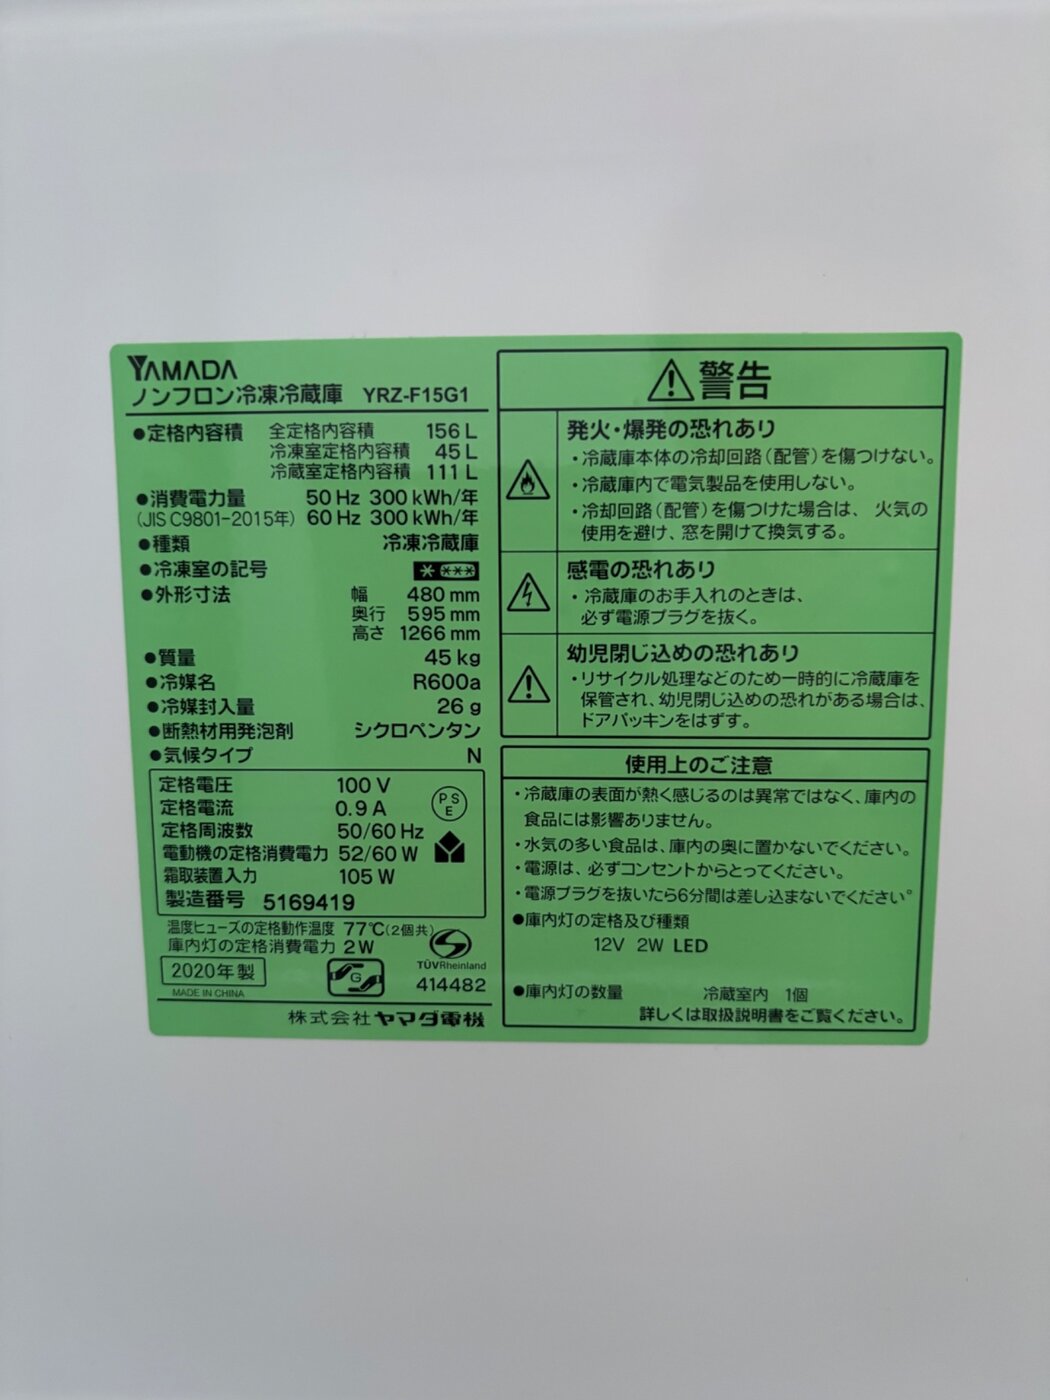 YAMADA
ノンフロン冷凍冷蔵庫 YRZ-F15G1
●定格内容積 全定格内容積 156 L
冷凍室定格内容積 45 L
冷蔵室定格内容積 111 L
●消費電力量 50 Hz 300 kWh/年
(JIS C9801-2015年) 60 Hz 300 kWh/年
●種類 冷凍冷蔵庫
●冷凍室の記号
●外形寸法 幅 480 mm
奥行 595 mm
高さ 1266 mm
●質量 45 kg
●冷媒名 R600a
●冷媒封入量 26 g
●断熱材用発泡剤 シクロペンタン
●気候タイプ N
定格電圧 100 V
定格電流 0.9 A
定格周波数 50/60 Hz
電動機の定格消費電力 52/60 W
霜取装置入力 105 W
製造番号 5169419
PS
E
温度ヒューズの定格動作温度 77℃(2個共)
庫内灯の定格消費電力 2W
TÜVRheinland
2020年製
G
414482
MADE IN CHINA
株式会社ヤマダ電機
警告
発火・爆発の恐れあり
・冷蔵庫本体の冷却回路(配管)を傷つけない。
・冷蔵庫内で電気製品を使用しない。
・冷却回路(配管)を傷つけた場合は、 火気の
使用を避け、窓を開けて換気する。
感電の恐れあり
・冷蔵庫のお手入れのときは、
必ず電源プラグを抜く。
幼児閉じ込めの恐れあり
・リサイクル処理などのため一時的に冷蔵庫を
保管され、幼児閉じ込めの恐れがある場合は、
ドアパッキンをはずす。
使用上のご注意
・冷蔵庫の表面が熱く感じるのは異常ではなく、庫内の
食品には影響ありません。
・水気の多い食品は、庫内の奥に置かないでください。
・電源は、必ずコンセントからとってください。
・電源プラグを抜いたら6分間は差し込まないでください。
●庫内灯の定格及び種類
12V 2W LED
●庫内灯の数量 冷蔵室内 1個
詳しくは取扱説明書をご覧ください。